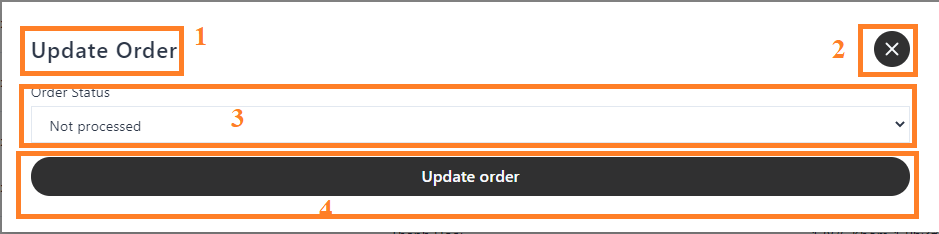 Update Order
1
2
Order Status
Not processed
3
Update order
4